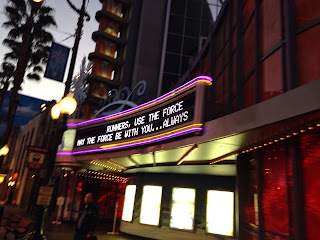 RUNNERS, USE THE FORCE
MAY THE FORCE BE WITH YOU...ALWAYS